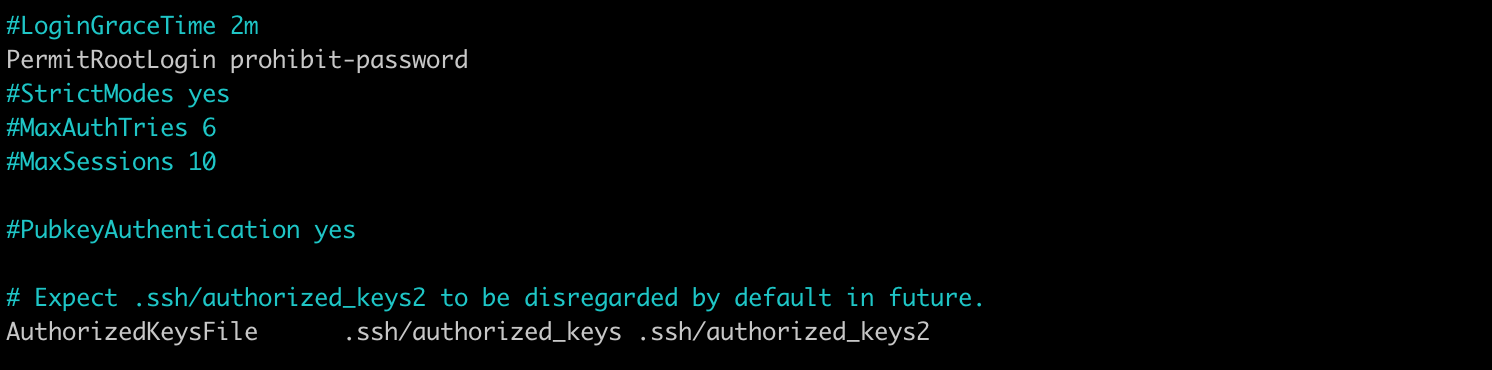 #LoginGraceTime 2m
PermitRootLogin prohibit-password
#StrictModes yes
#MaxAuthTries 6
#MaxSessions 10

#PubkeyAuthentication yes

# Expect .ssh/authorized_keys2 to be disregarded by default in future.
AuthorizedKeysFile      .ssh/authorized_keys .ssh/authorized_keys2